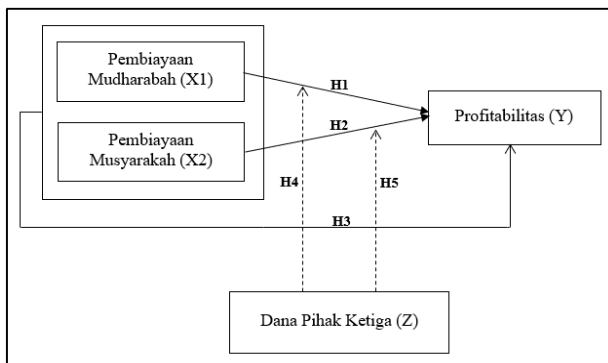 Pembiayaan
Mudharabah (X1)
H1
Profitabilitas (Y)
H2
Pembiayaan
Musyarakah (X2)
H4
H5
H3
Dana Pihak Ketiga (Z)